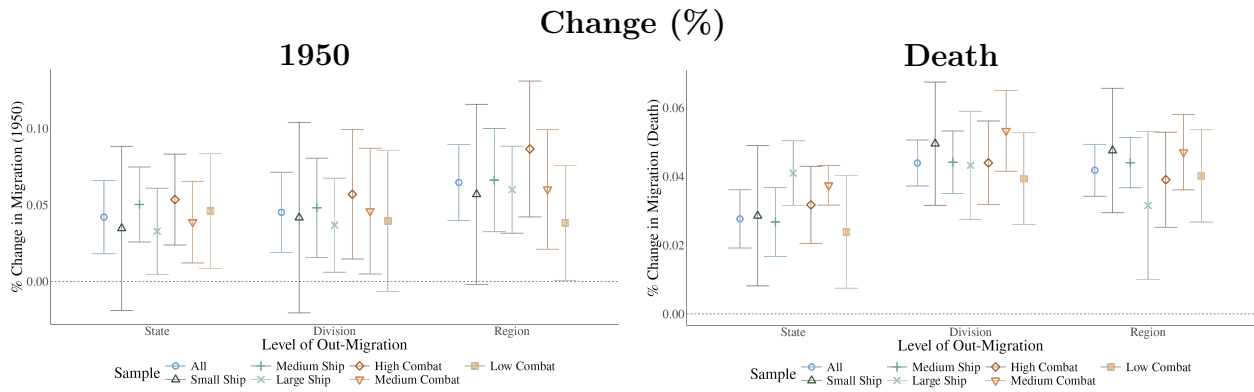 Change (%)
1950
% Change in Migration (1950)
0.10
0.05
0.00
State
Division
Region
Level of Out-Migration
Sample
All
Medium Ship
High Combat
Low Combat
Small Ship
Large Ship
Medium Combat
Death
% Change in Migration (Death)
0.06
0.04
0.02
0.00
State
Division
Region
Level of Out-Migration
Sample
All
Medium Ship
High Combat
Low Combat
Small Ship
Large Ship
Medium Combat